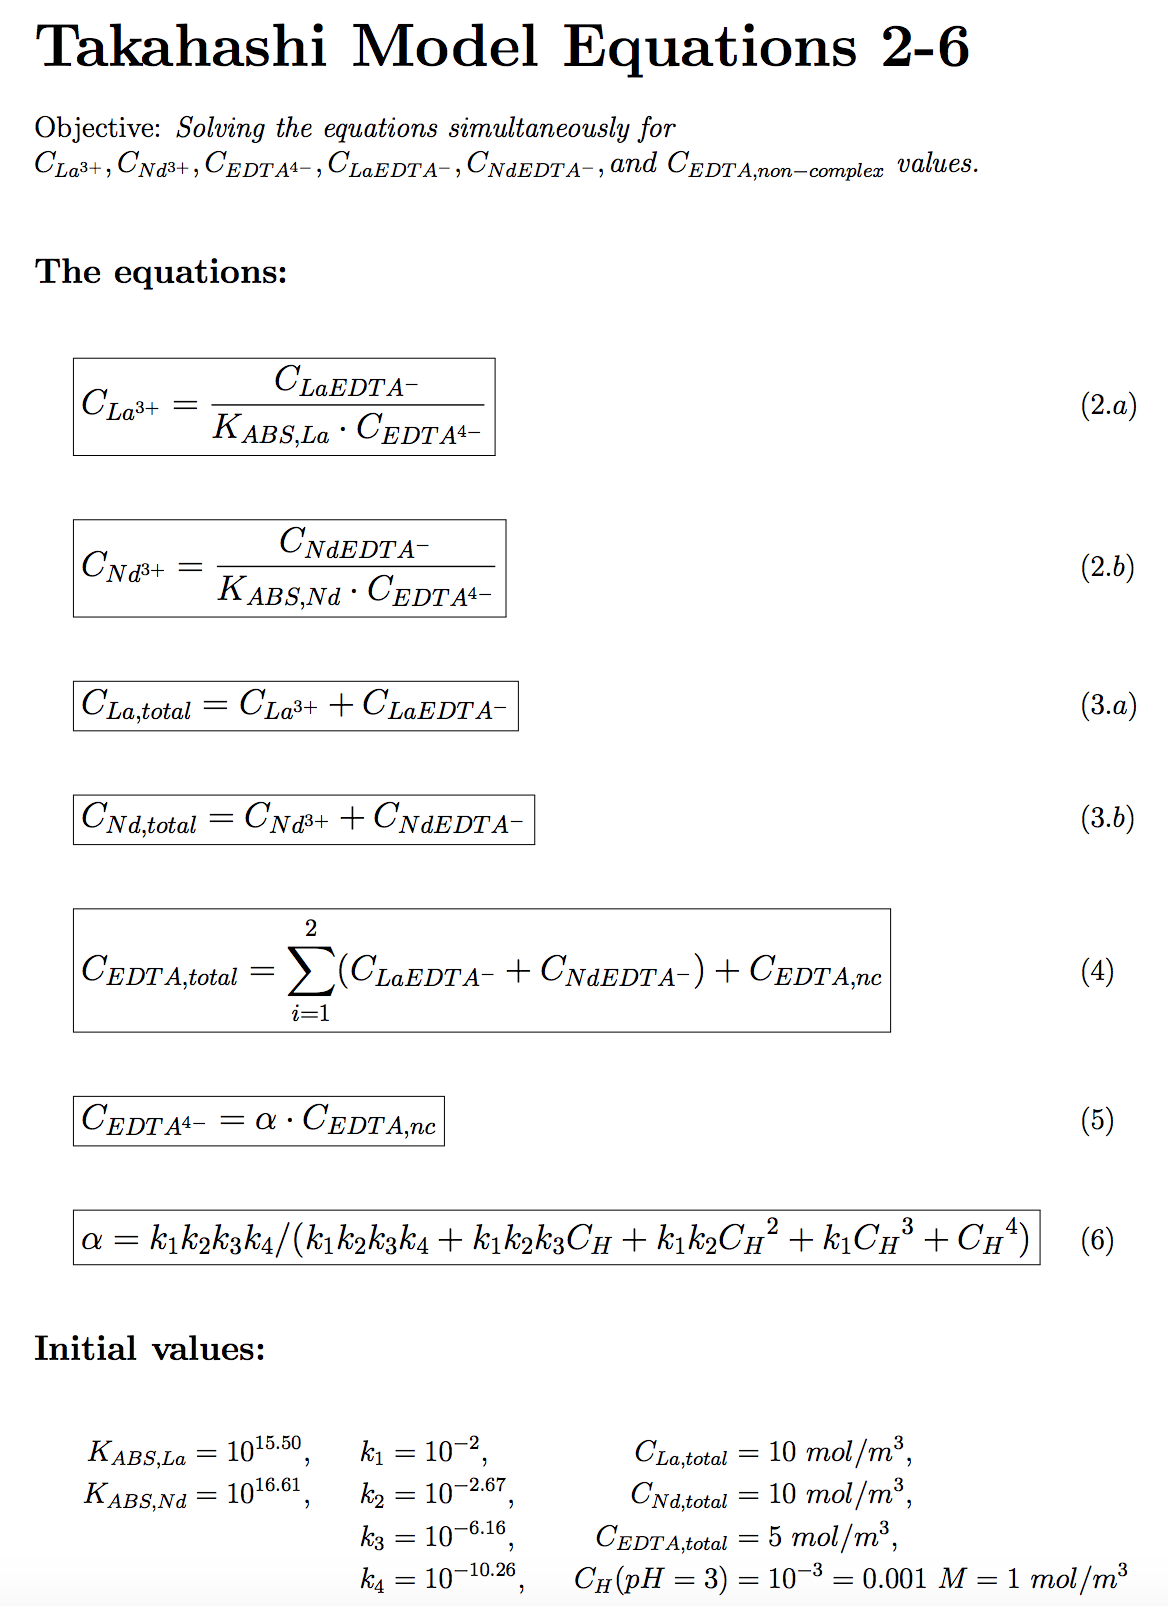 Takahashi Model Equations 2-6
Objective: Solving the equations simultaneously for
C_{La^{3+}}, C_{Nd^{3+}}, C_{EDTA^{4-}}, C_{LaEDTA^-}, C_{NdEDTA^-}, and C_{EDTA,non-complex} values.
The equations:
C_{La^{3+}} = \frac{C_{LaEDTA^-}}{K_{ABS,La} \cdot C_{EDTA^{4-}}} (2.a)
C_{Nd^{3+}} = \frac{C_{NdEDTA^-}}{K_{ABS,Nd} \cdot C_{EDTA^{4-}}} (2.b)
C_{La,total} = C_{La^{3+}} + C_{LaEDTA^-} (3.a)
C_{Nd,total} = C_{Nd^{3+}} + C_{NdEDTA^-} (3.b)
C_{EDTA,total} = \sum_{i=1}^{2} (C_{LaEDTA^-} + C_{NdEDTA^-}) + C_{EDTA,nc} (4)
C_{EDTA^{4-}} = α · C_{EDTA,nc} (5)
α = k_1k_2k_3k_4/(k_1k_2k_3k_4 + k_1k_2k_3C_H + k_1k_2C_H^2 + k_1C_H^3 + C_H^4) (6)
Initial values:
K_{ABS,La} = 10^{15.50}, k_1 = 10^{-2}, C_{La,total} = 10 mol/m^3,
K_{ABS,Nd} = 10^{16.61}, k_2 = 10^{-2.67}, C_{Nd,total} = 10 mol/m^3,
k_3 = 10^{-6.16}, C_{EDTA,total} = 5 mol/m^3,
k_4 = 10^{-10.26}, C_H(pH = 3) = 10^{-3} = 0.001 M = 1 mol/m^3